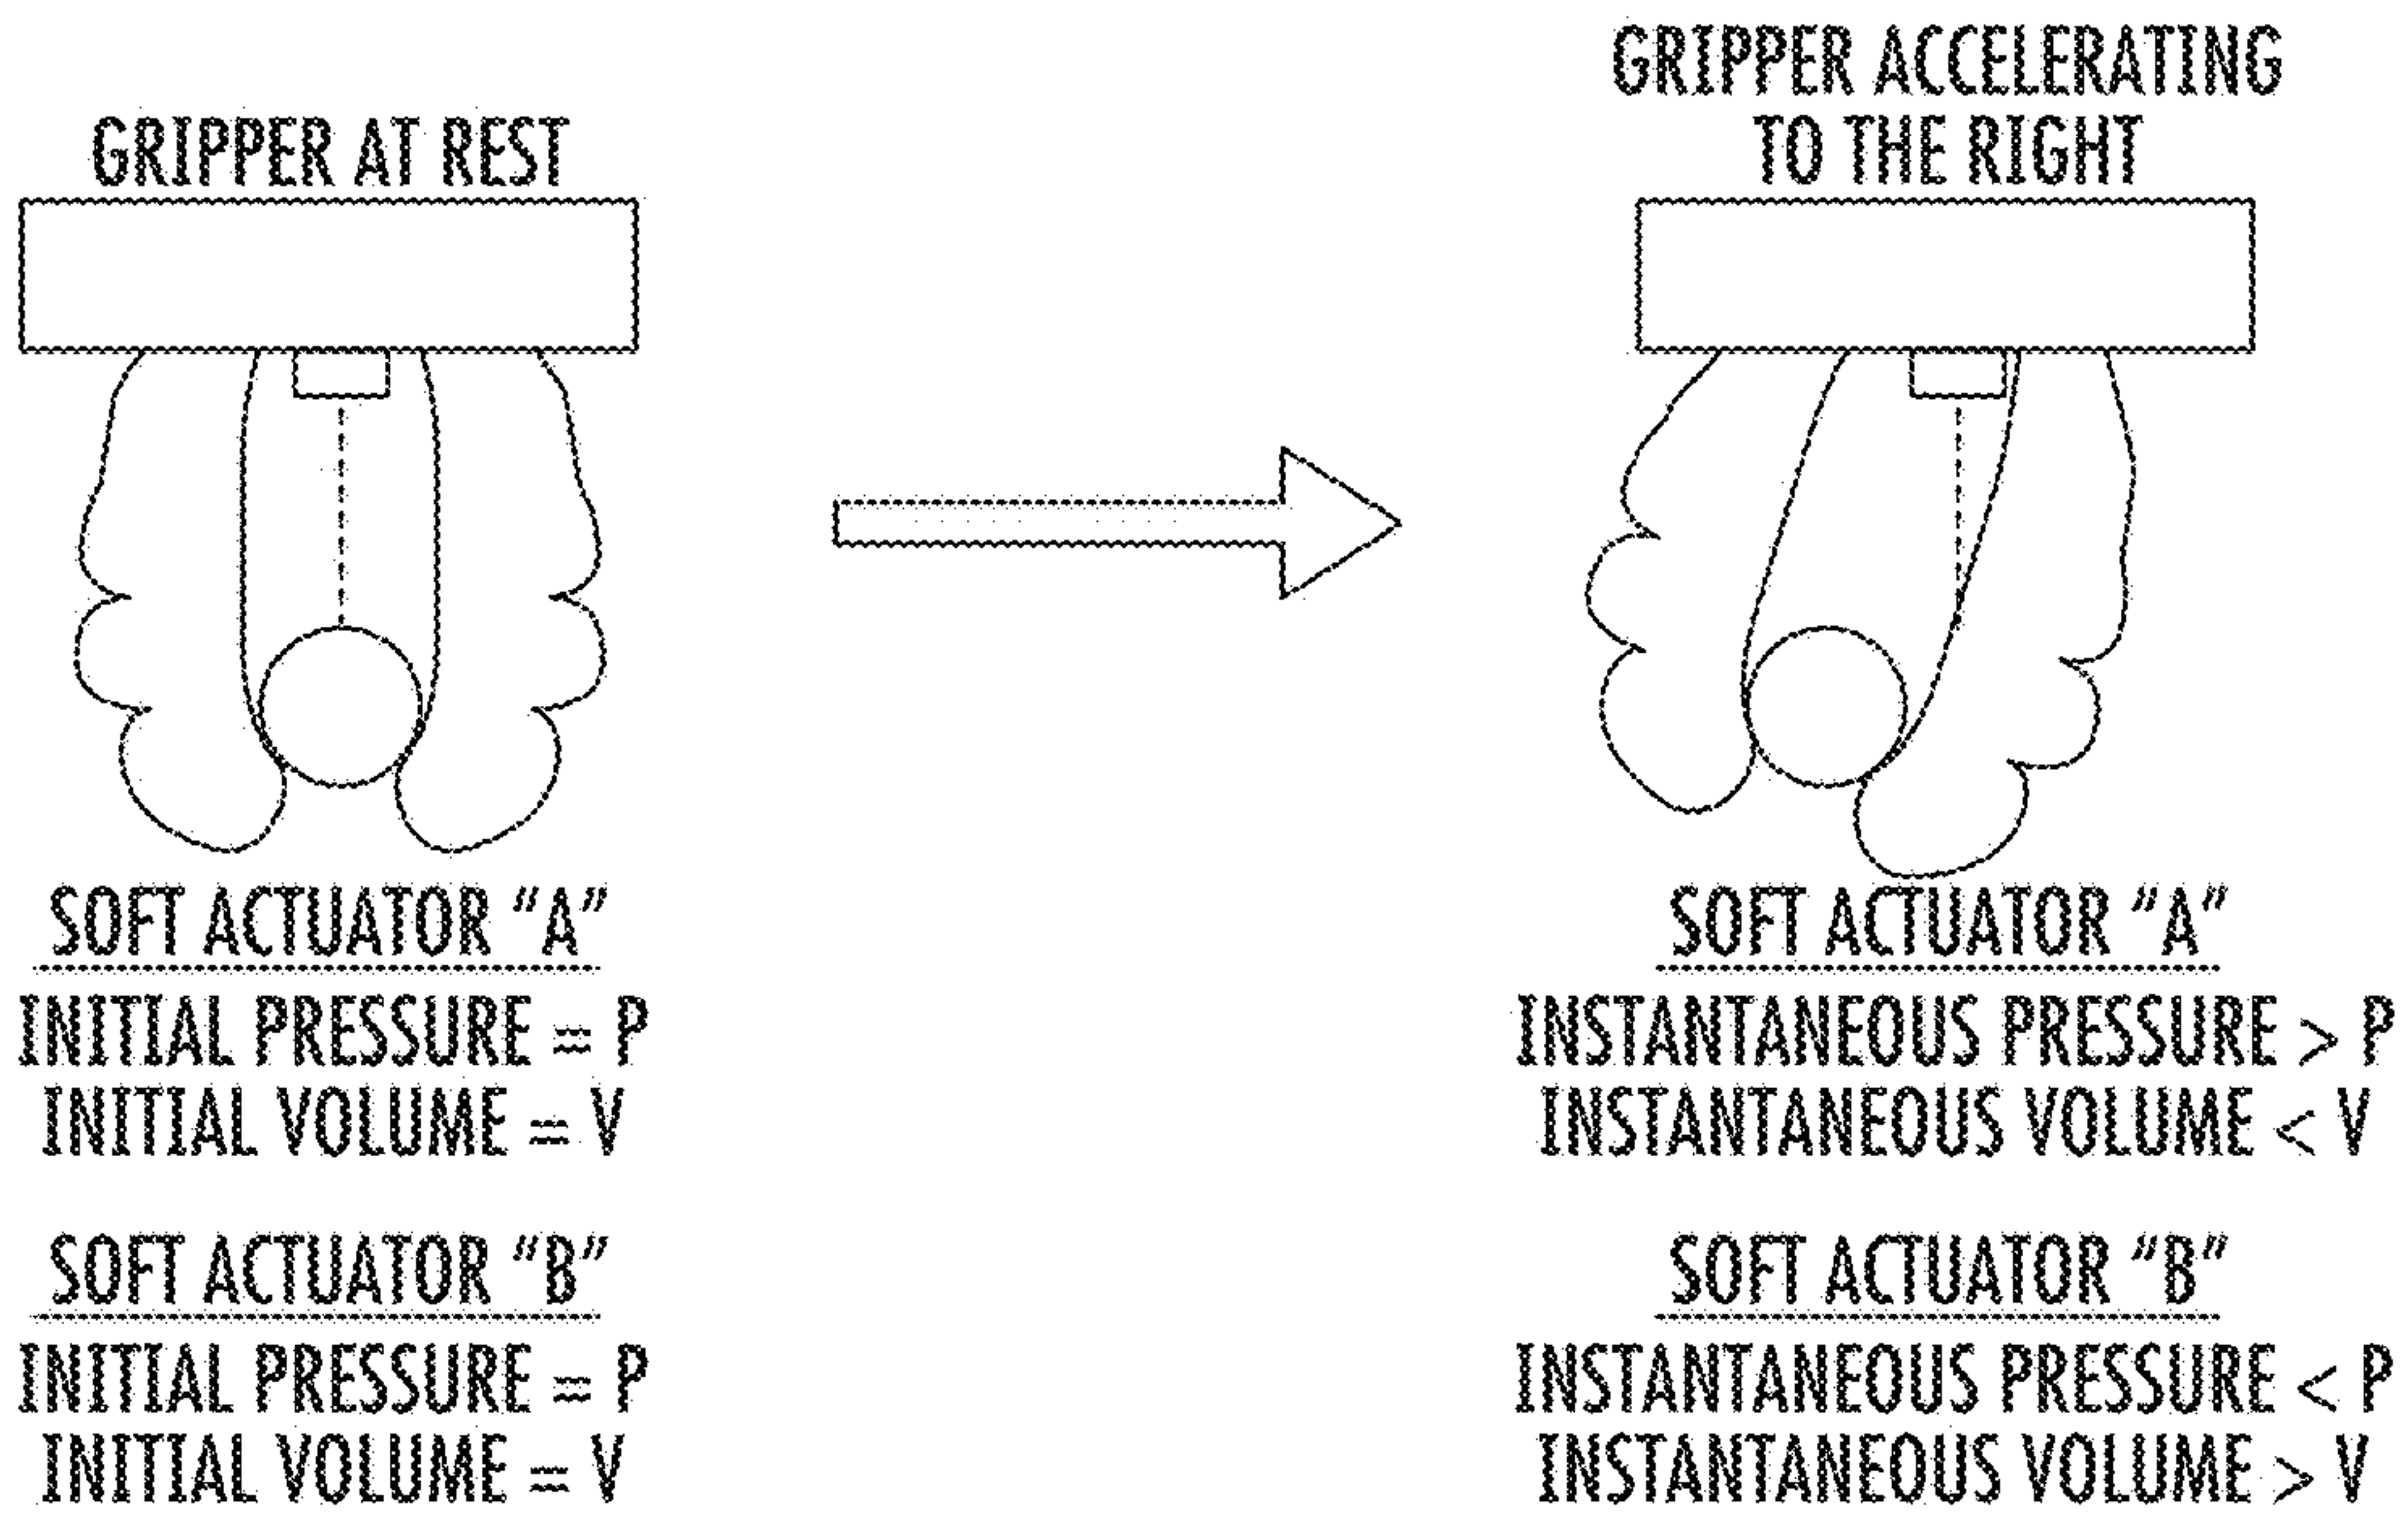 GRIPPER AT REST
SOFT ACTUATOR "A"
INITIAL PRESSURE = P
INITIAL VOLUME = V
SOFT ACTUATOR "B"
INITIAL PRESSURE = P
INITIAL VOLUME = V
GRIPPER ACCELERATING
TO THE RIGHT
SOFT ACTUATOR "A"
INSTANTANEOUS PRESSURE > P
INSTANTANEOUS VOLUME < V
SOFT ACTUATOR "B"
INSTANTANEOUS PRESSURE < P
INSTANTANEOUS VOLUME > V